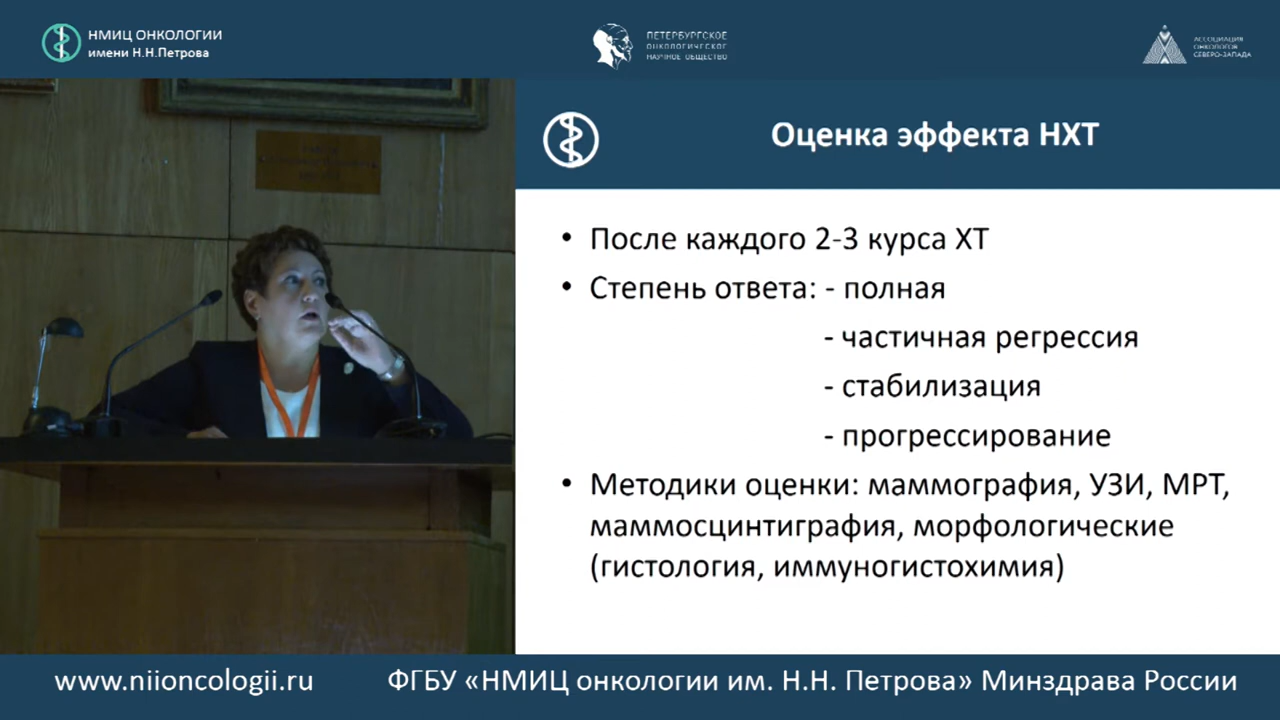 НМИЦ ОНКОЛОГИИ
имени Н.Н.Петрова
ПЕТЕРБУРГСКОЕ
ОНКОЛОГИЧЕСКОЕ
НАУЧНОЕ ОБЩЕСТВО
АССОЦИАЦИЯ
ОНКОЛОГОВ
СЕВЕРО-ЗАПАДА
Оценка эффекта НХТ
• После каждого 2-3 курса ХТ
• Степень ответа: - полная
- частичная регрессия
- стабилизация
- прогрессирование
• Методики оценки: маммография, УЗИ, МРТ,
маммосцинтиграфия, морфологические
(гистология, иммуногистохимия)
www.niioncologii.ru
ФГБУ «НМИЦ онкологии им. Н.Н. Петрова» Минздрава России